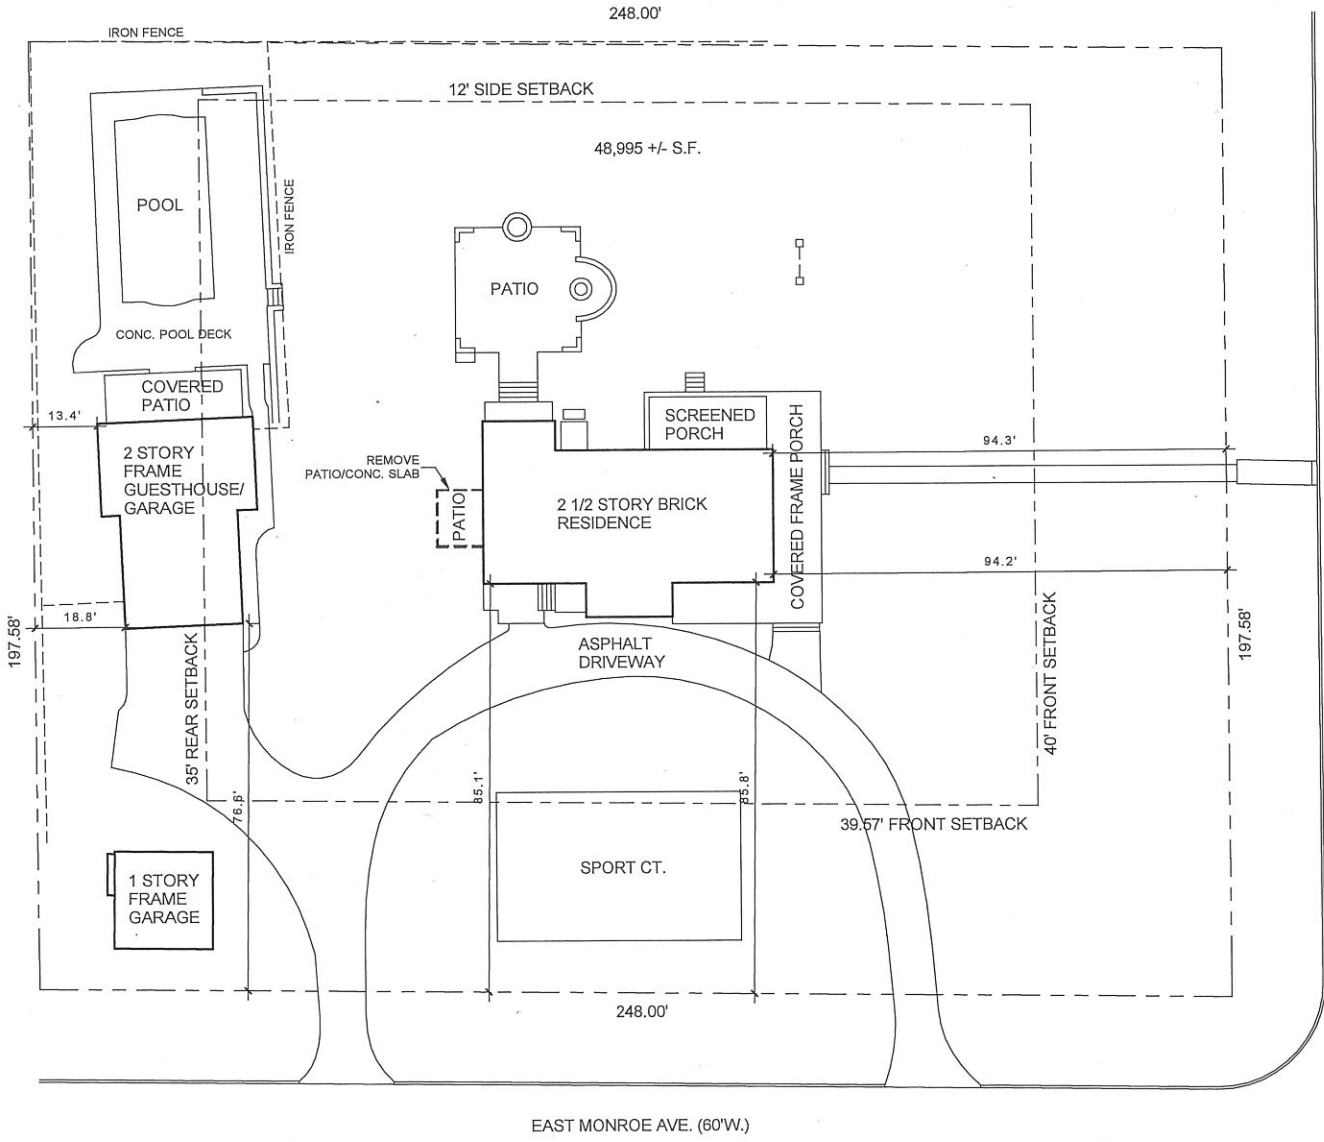 248.00'
IRON FENCE
12' SIDE SETBACK
48,995 +/- S.F.
POOL
IRON FENCE
PATIO
CONC. POOL DECK
COVERED
PATIO
13.4'
SCREENED
PORCH
COVERED FRAME PORCH
94.3'
2 STORY
FRAME
GUESTHOUSE/
GARAGE
REMOVE
PATIO/CONC. SLAB
PATIO
2 1/2 STORY BRICK
RESIDENCE
94.2'
18.8'
197.58'
35' REAR SETBACK
ASPHALT
DRIVEWAY
40' FRONT SETBACK
197.58'
76.6'
85.1'
85.8'
39.57' FRONT SETBACK
SPORT CT.
1 STORY
FRAME
GARAGE
248.00'
EAST MONROE AVE. (60'W.)